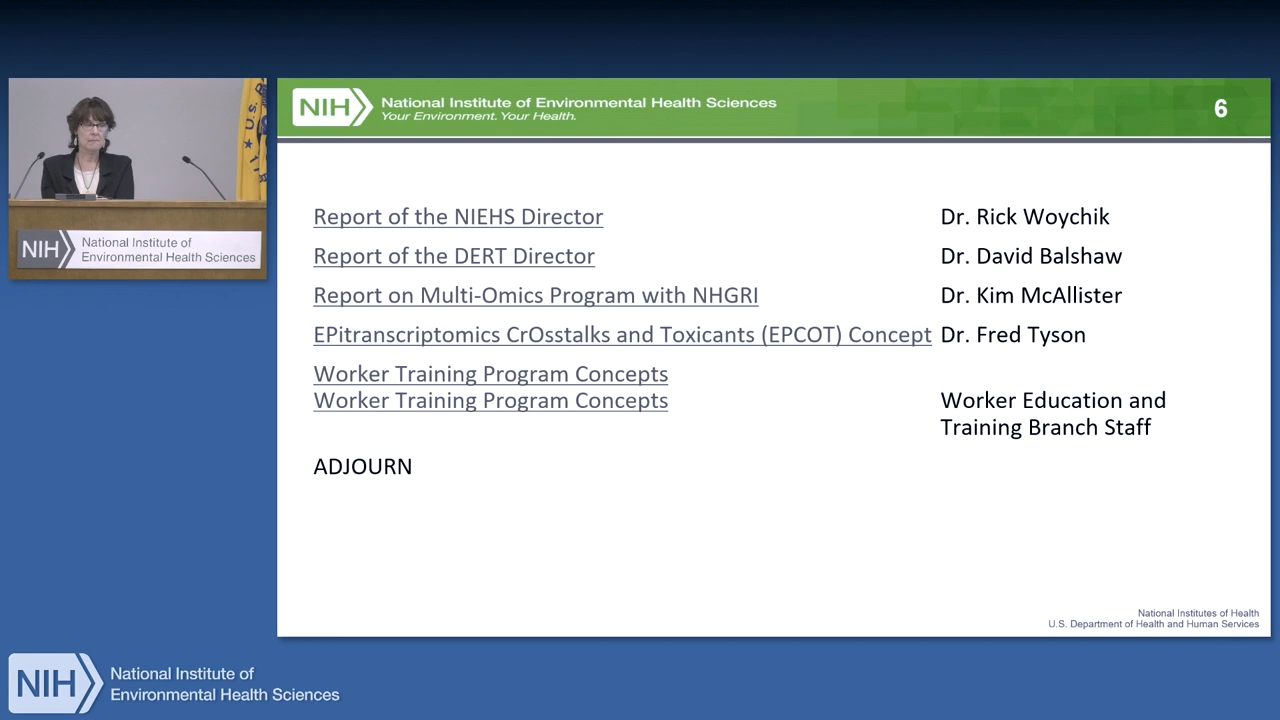 NIH National Institute of Environmental Health Sciences
Your Environment. Your Health.
6
U.S.
NIH National Institute of
Environmental Health Sciences
Report of the NIEHS Director Dr. Rick Woychik
Report of the DERT Director Dr. David Balshaw
Report on Multi-Omics Program with NHGRI Dr. Kim McAllister
EPitranscriptomics CrOsstalks and Toxicants (EPCOT) Concept Dr. Fred Tyson
Worker Training Program Concepts
Worker Training Program Concepts Worker Education and
Training Branch Staff
ADJOURN
National Institutes of Health
U.S. Department of Health and Human Services
NIH National Institute of
Environmental Health Sciences